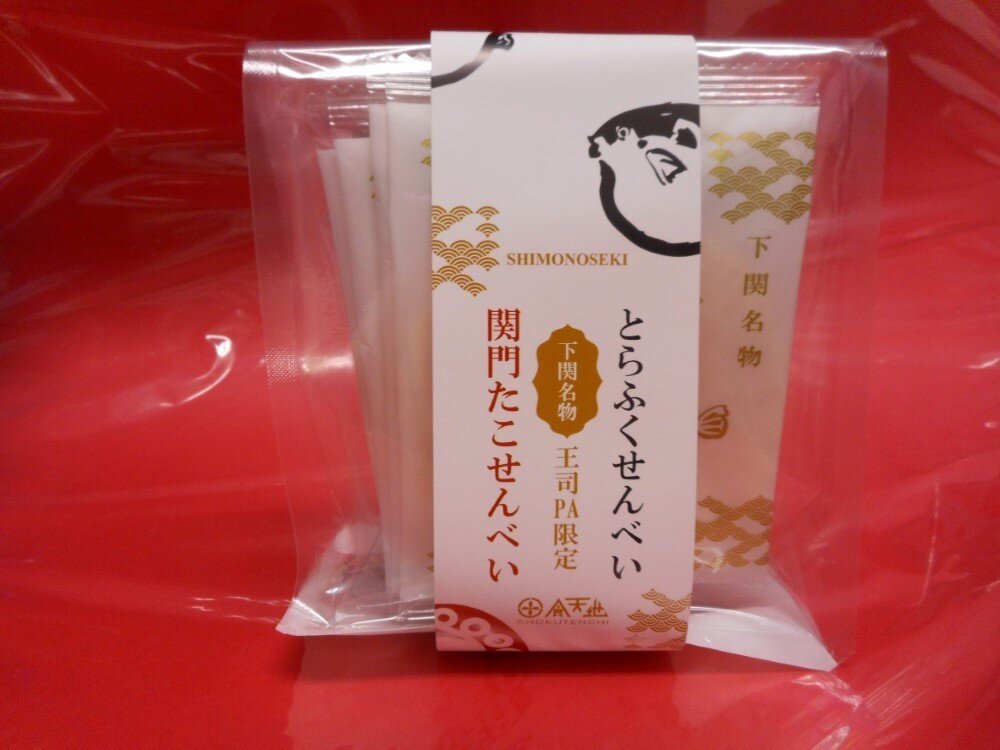 SHIMONOSEKI
とらふくせんべい
下関名物
王司PA限定
関門たこせんべい
食天地
SHOKUTENCHI
下関名物